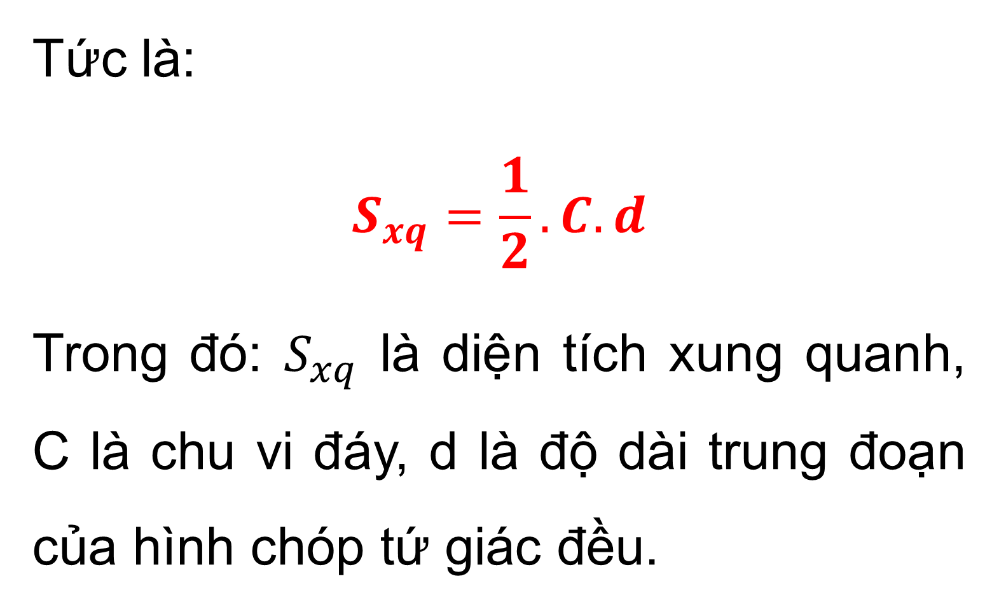 Tức là:
S_xq = 1/2 . C. d
Trong đó: S_xq là diện tích xung quanh,
C là chu vi đáy, d là độ dài trung đoạn
của hình chóp tứ giác đều.